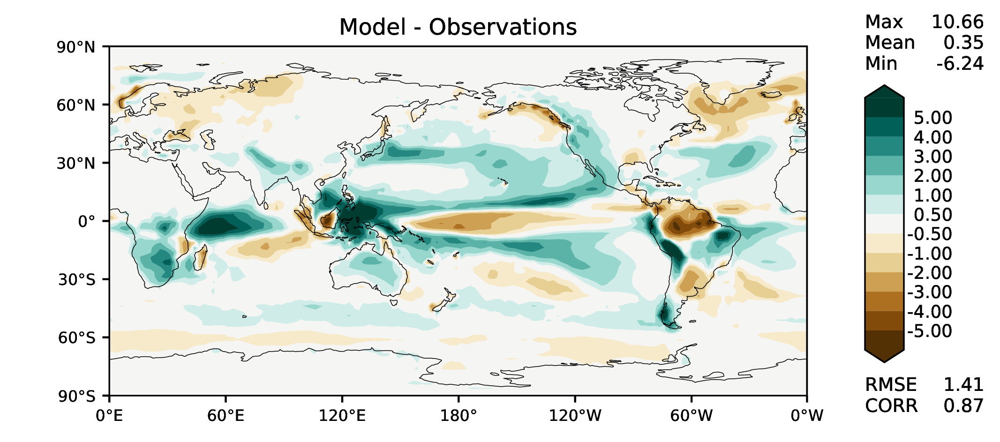 Model - Observations
Max 10.66
Mean 0.35
Min -6.24
90°N
60°N
30°N
0°
30°S
60°S
90°S
0°E 60°E 120°E 180° 120°W 60°W 0°W
5.00
4.00
3.00
2.00
1.00
0.50
-0.50
-1.00
-2.00
-3.00
-4.00
-5.00
RMSE 1.41
CORR 0.87